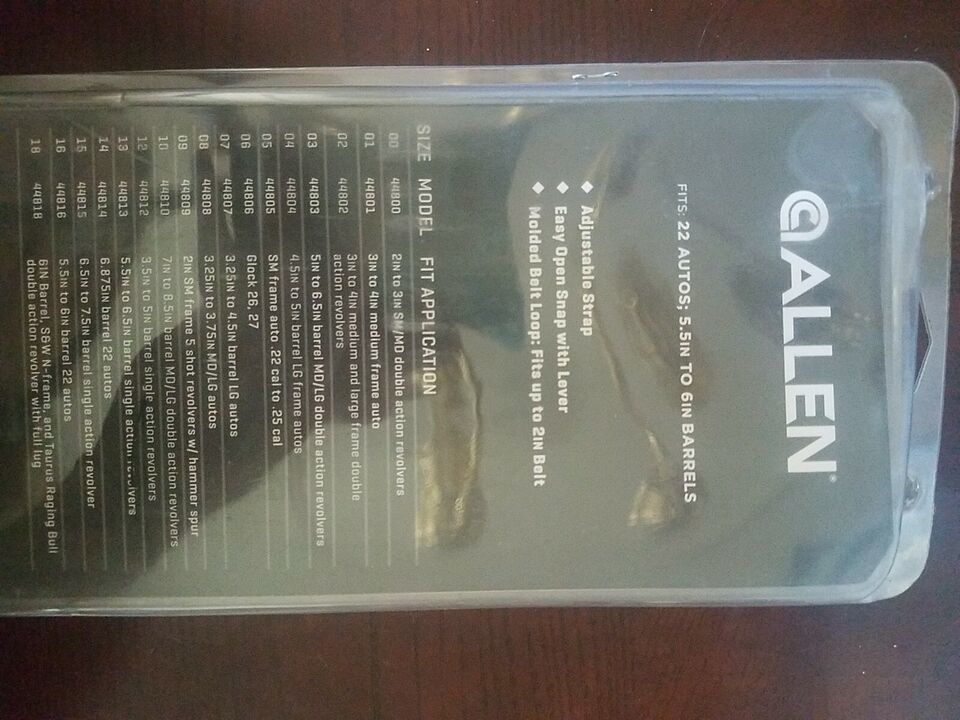 ALLEN®
FITS: 22 AUTOS; 5.5IN TO 6IN BARRELS
◆ Adjustable Strap
◆ Easy Open Snap with Lever
◆ Molded Belt Loop: Fits up to 2IN Belt
SIZE MODEL FIT APPLICATION
00 44800 2IN to 3IN SM/MD double action revolvers
01 44801 3IN to 4IN medium frame auto
02 44802 3IN to 4IN medium and large frame double
action revolvers
03 44803 5IN to 6.5IN barrel MD/LG double action revolvers
04 44804 4.5IN to 5IN barrel LG frame autos
05 44805 SM frame auto .22 cal to .25 cal
06 44806 Glock 26, 27
07 44807 3.25IN to 4.5IN barrel LG autos
08 44808 3.25IN to 3.75IN MD/LG autos
09 44809 2IN SM frame 5 shot revolvers w/ hammer spur
10 44810 7IN to 8.5IN barrel MD/LG double action revolvers
12 44812 3.5IN to 5IN barrel single action revolvers
13 44813 5.5IN to 6.5IN barrel single action revolvers
14 44814 6.875IN barrel 22 autos
15 44815 6.5IN to 7.5IN barrel single action revolver
16 44816 5.5IN to 6IN barrel 22 autos
18 44818 6IN Barrel, S&W N-frame, and Taurus Raging Bull
double action revolver with full lug